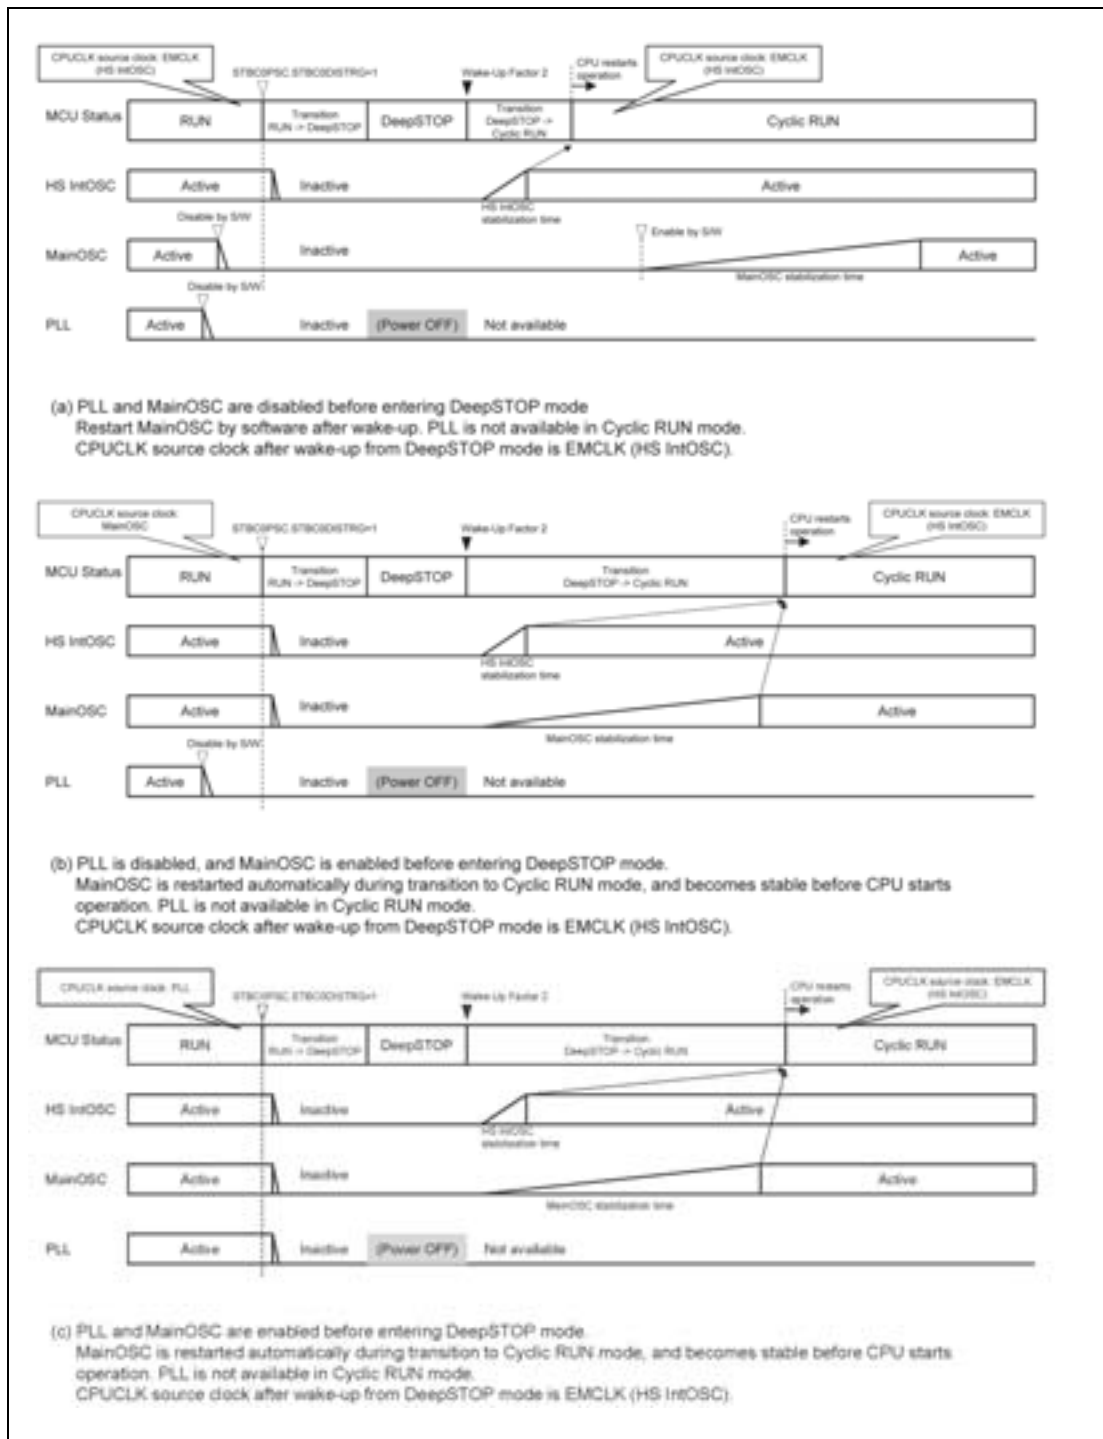 CPUCLK source clock: EMCLK
(HS IntOSC)
STBC0PSC.STBC0DISTRG=1
Wake-Up Factor 2
CPU restarts
operation
CPUCLK source clock: EMCLK
(HS IntOSC)
MCU Status
RUN
Transition
RUN -> DeepSTOP
DeepSTOP
Transition
DeepSTOP ->
Cyclic RUN
Cyclic RUN
HS IntOSC
Active
Inactive
HS IntOSC
stabilization time
Active
Disable by S/W
Enable by S/W
MainOSC
Active
Inactive
MainOSC stabilization time
Active
Disable by S/W
PLL
Active
Inactive
(Power OFF)
Not available
(a) PLL and MainOSC are disabled before entering DeepSTOP mode
Restart MainOSC by software after wake-up. PLL is not available in Cyclic RUN mode.
CPUCLK source clock after wake-up from DeepSTOP mode is EMCLK (HS IntOSC).
CPUCLK source clock:
MainOSC
STBC0PSC.STBC0DISTRG=1
Wake-Up Factor 2
CPU restarts
operation
CPUCLK source clock: EMCLK
(HS IntOSC)
MCU Status
RUN
Transition
RUN -> DeepSTOP
DeepSTOP
Transition
DeepSTOP -> Cyclic RUN
Cyclic RUN
HS IntOSC
Active
Inactive
HS IntOSC
stabilization time
Active
MainOSC
Active
Inactive
MainOSC stabilization time
Active
Disable by S/W
PLL
Active
Inactive
(Power OFF)
Not available
(b) PLL is disabled, and MainOSC is enabled before entering DeepSTOP mode.
MainOSC is restarted automatically during transition to Cyclic RUN mode, and becomes stable before CPU starts
operation. PLL is not available in Cyclic RUN mode.
CPUCLK source clock after wake-up from DeepSTOP mode is EMCLK (HS IntOSC).
CPUCLK source clock: PLL
STBC0PSC.STBC0DISTRG=1
Wake-Up Factor 2
CPU restarts
operation
CPUCLK source clock: EMCLK
(HS IntOSC)
MCU Status
RUN
Transition
RUN -> DeepSTOP
DeepSTOP
Transition
DeepSTOP -> Cyclic RUN
Cyclic RUN
HS IntOSC
Active
Inactive
HS IntOSC
stabilization time
Active
MainOSC
Active
Inactive
MainOSC stabilization time
Active
PLL
Active
Inactive
(Power OFF)
Not available
(c) PLL and MainOSC are enabled before entering DeepSTOP mode.
MainOSC is restarted automatically during transition to Cyclic RUN mode, and becomes stable before CPU starts
operation. PLL is not available in Cyclic RUN mode.
CPUCLK source clock after wake-up from DeepSTOP mode is EMCLK (HS IntOSC).